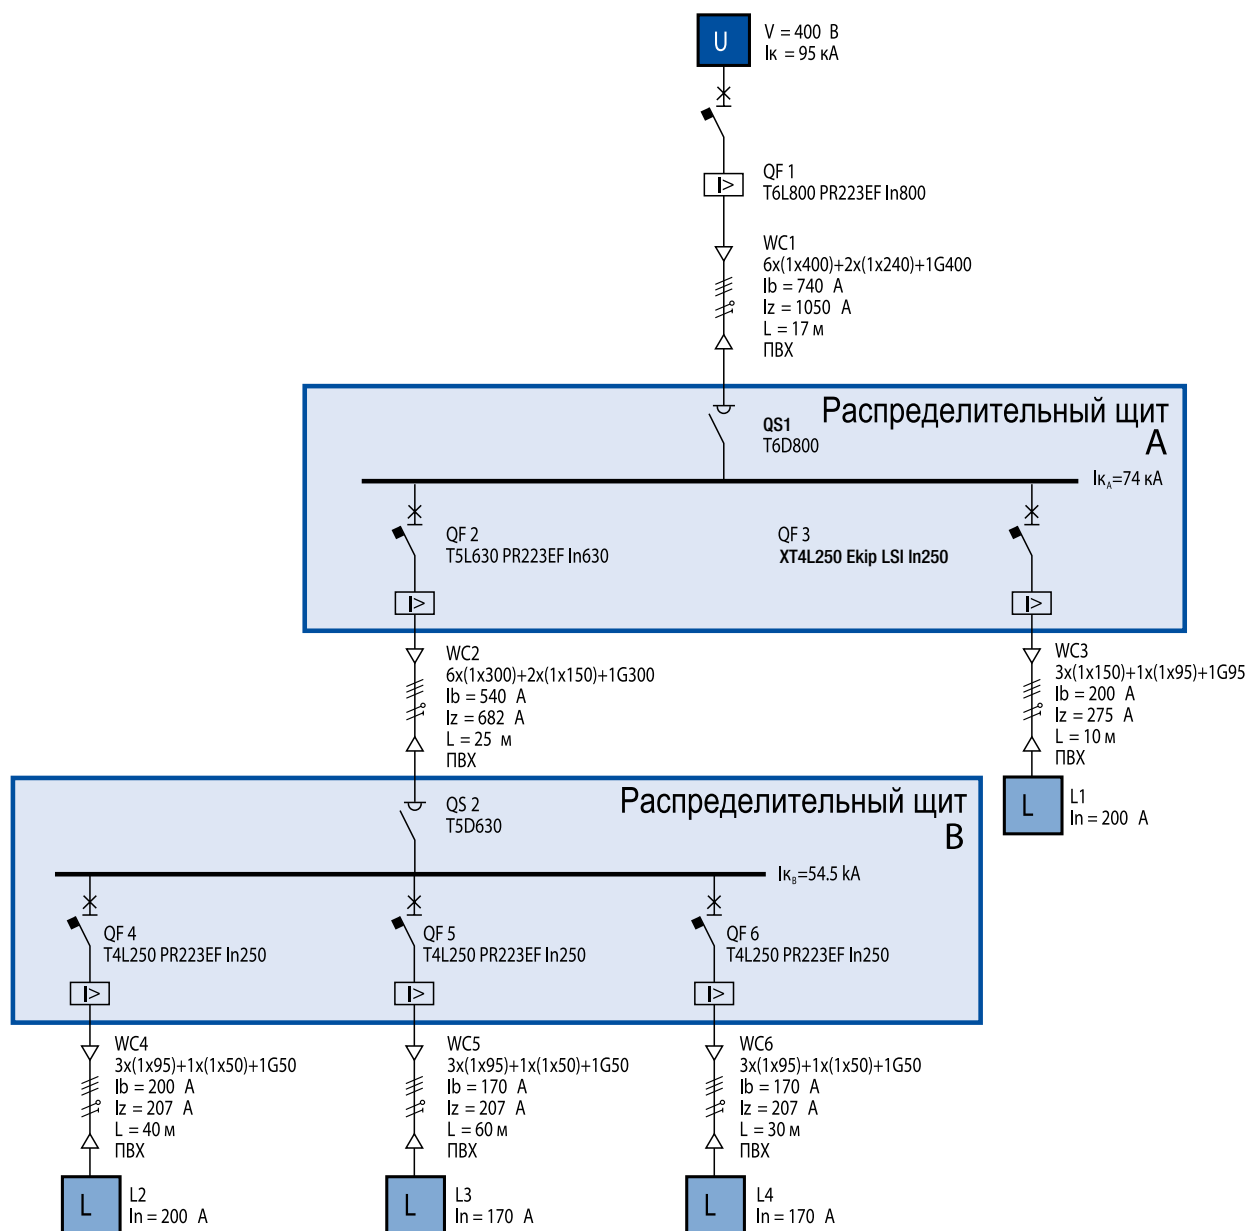 U
V = 400 В
Iк = 95 кА
QF 1
T6L800 PR223EF In800
I>
WC1
6x(1x400)+2x(1x240)+1G400
Ib = 740 А
Iz = 1050 А
L = 17 м
ПВХ
Распределительный щит
A
QS1
T6D800
IкA=74 кА
QF 2
T5L630 PR223EF In630
I>
QF 3
XT4L250 Ekip LSI In250
I>
WC2
6x(1x300)+2x(1x150)+1G300
Ib = 540 А
Iz = 682 А
L = 25 м
ПВХ
WC3
3x(1x150)+1x(1x95)+1G95
Ib = 200 А
Iz = 275 А
L = 10 м
ПВХ
L
L1
In = 200 А
Распределительный щит
B
QS 2
T5D630
IкB=54.5 kA
QF 4
T4L250 PR223EF In250
I>
QF 5
T4L250 PR223EF In250
I>
QF 6
T4L250 PR223EF In250
I>
WC4
3x(1x95)+1x(1x50)+1G50
Ib = 200 А
Iz = 207 А
L = 40 м
ПВХ
WC5
3x(1x95)+1x(1x50)+1G50
Ib = 170 А
Iz = 207 А
L = 60 м
ПВХ
WC6
3x(1x95)+1x(1x50)+1G50
Ib = 170 А
Iz = 207 А
L = 30 м
ПВХ
L
L2
In = 200 А
L
L3
In = 170 А
L
L4
In = 170 А